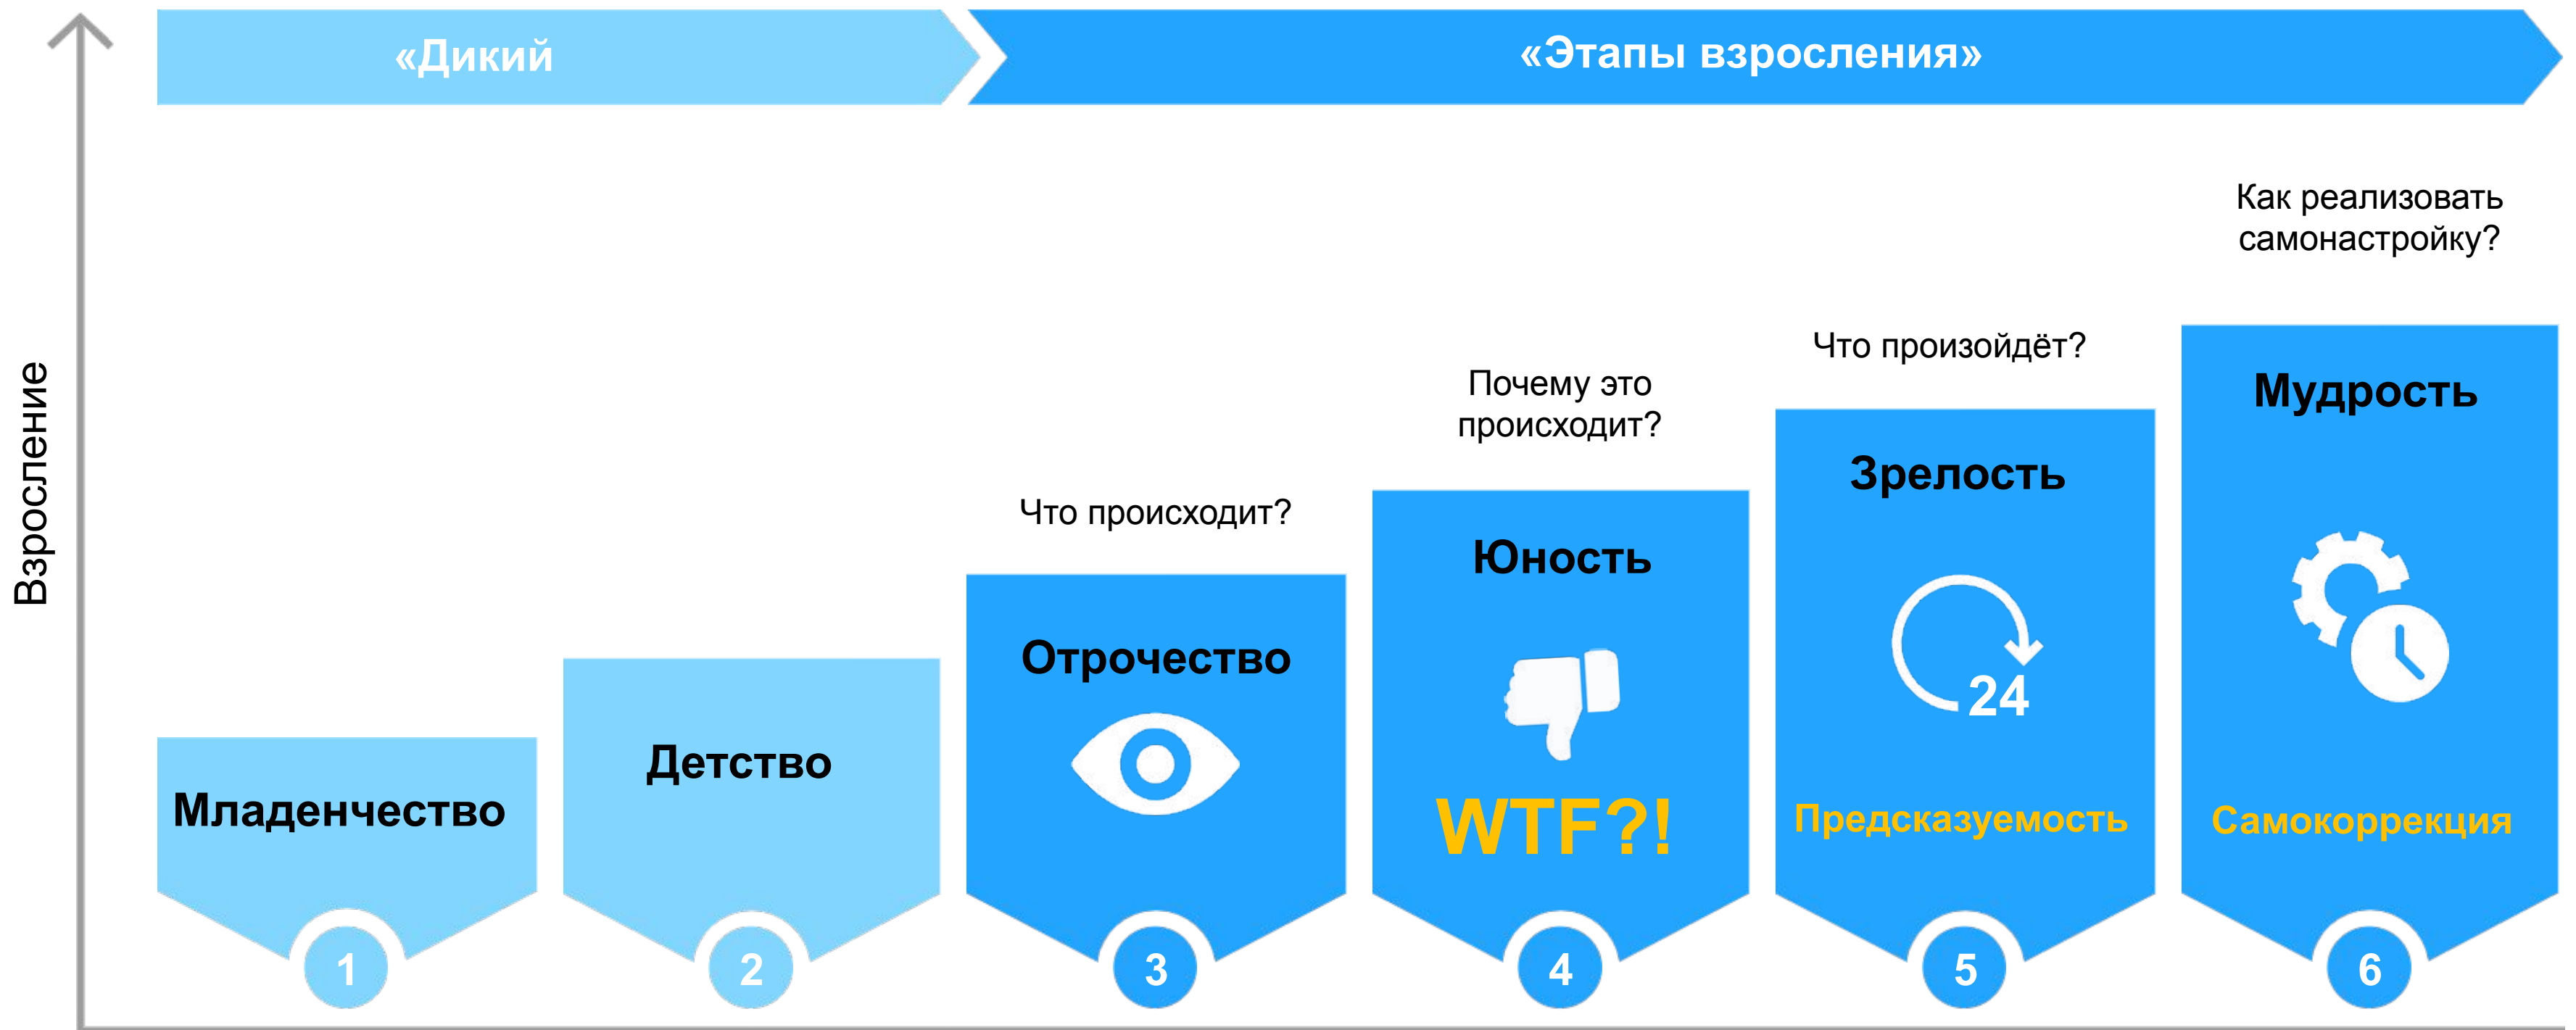 «Дикий
«Этапы взросления»
Взросление
Младенчество
1
Детство
2
Что происходит?
Отрочество
3
Почему это
происходит?
Юность
WTF?!
4
Что произойдёт?
Зрелость
24
Предсказуемость
5
Как реализовать
самонастройку?
Мудрость
Самокоррекция
6